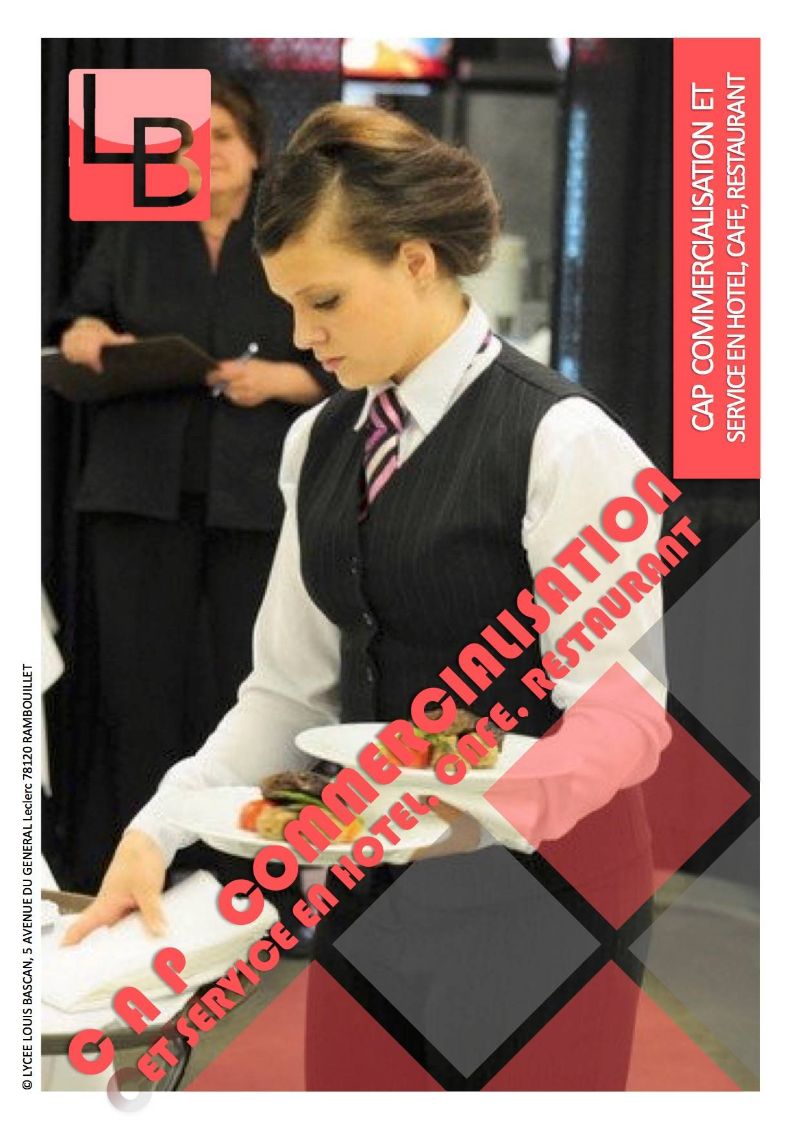 LB
CAP COMMERCIALISATION ET
SERVICE EN HOTEL, CAFE, RESTAURANT
CAP COMMERCIALISATION
ET SERVICE EN HOTEL, CAFE, RESTAURANT
© LYCEE LOUIS BASCAN, 5 AVENUE DU GENERAL Leclerc 78120 RAMBOUILLET